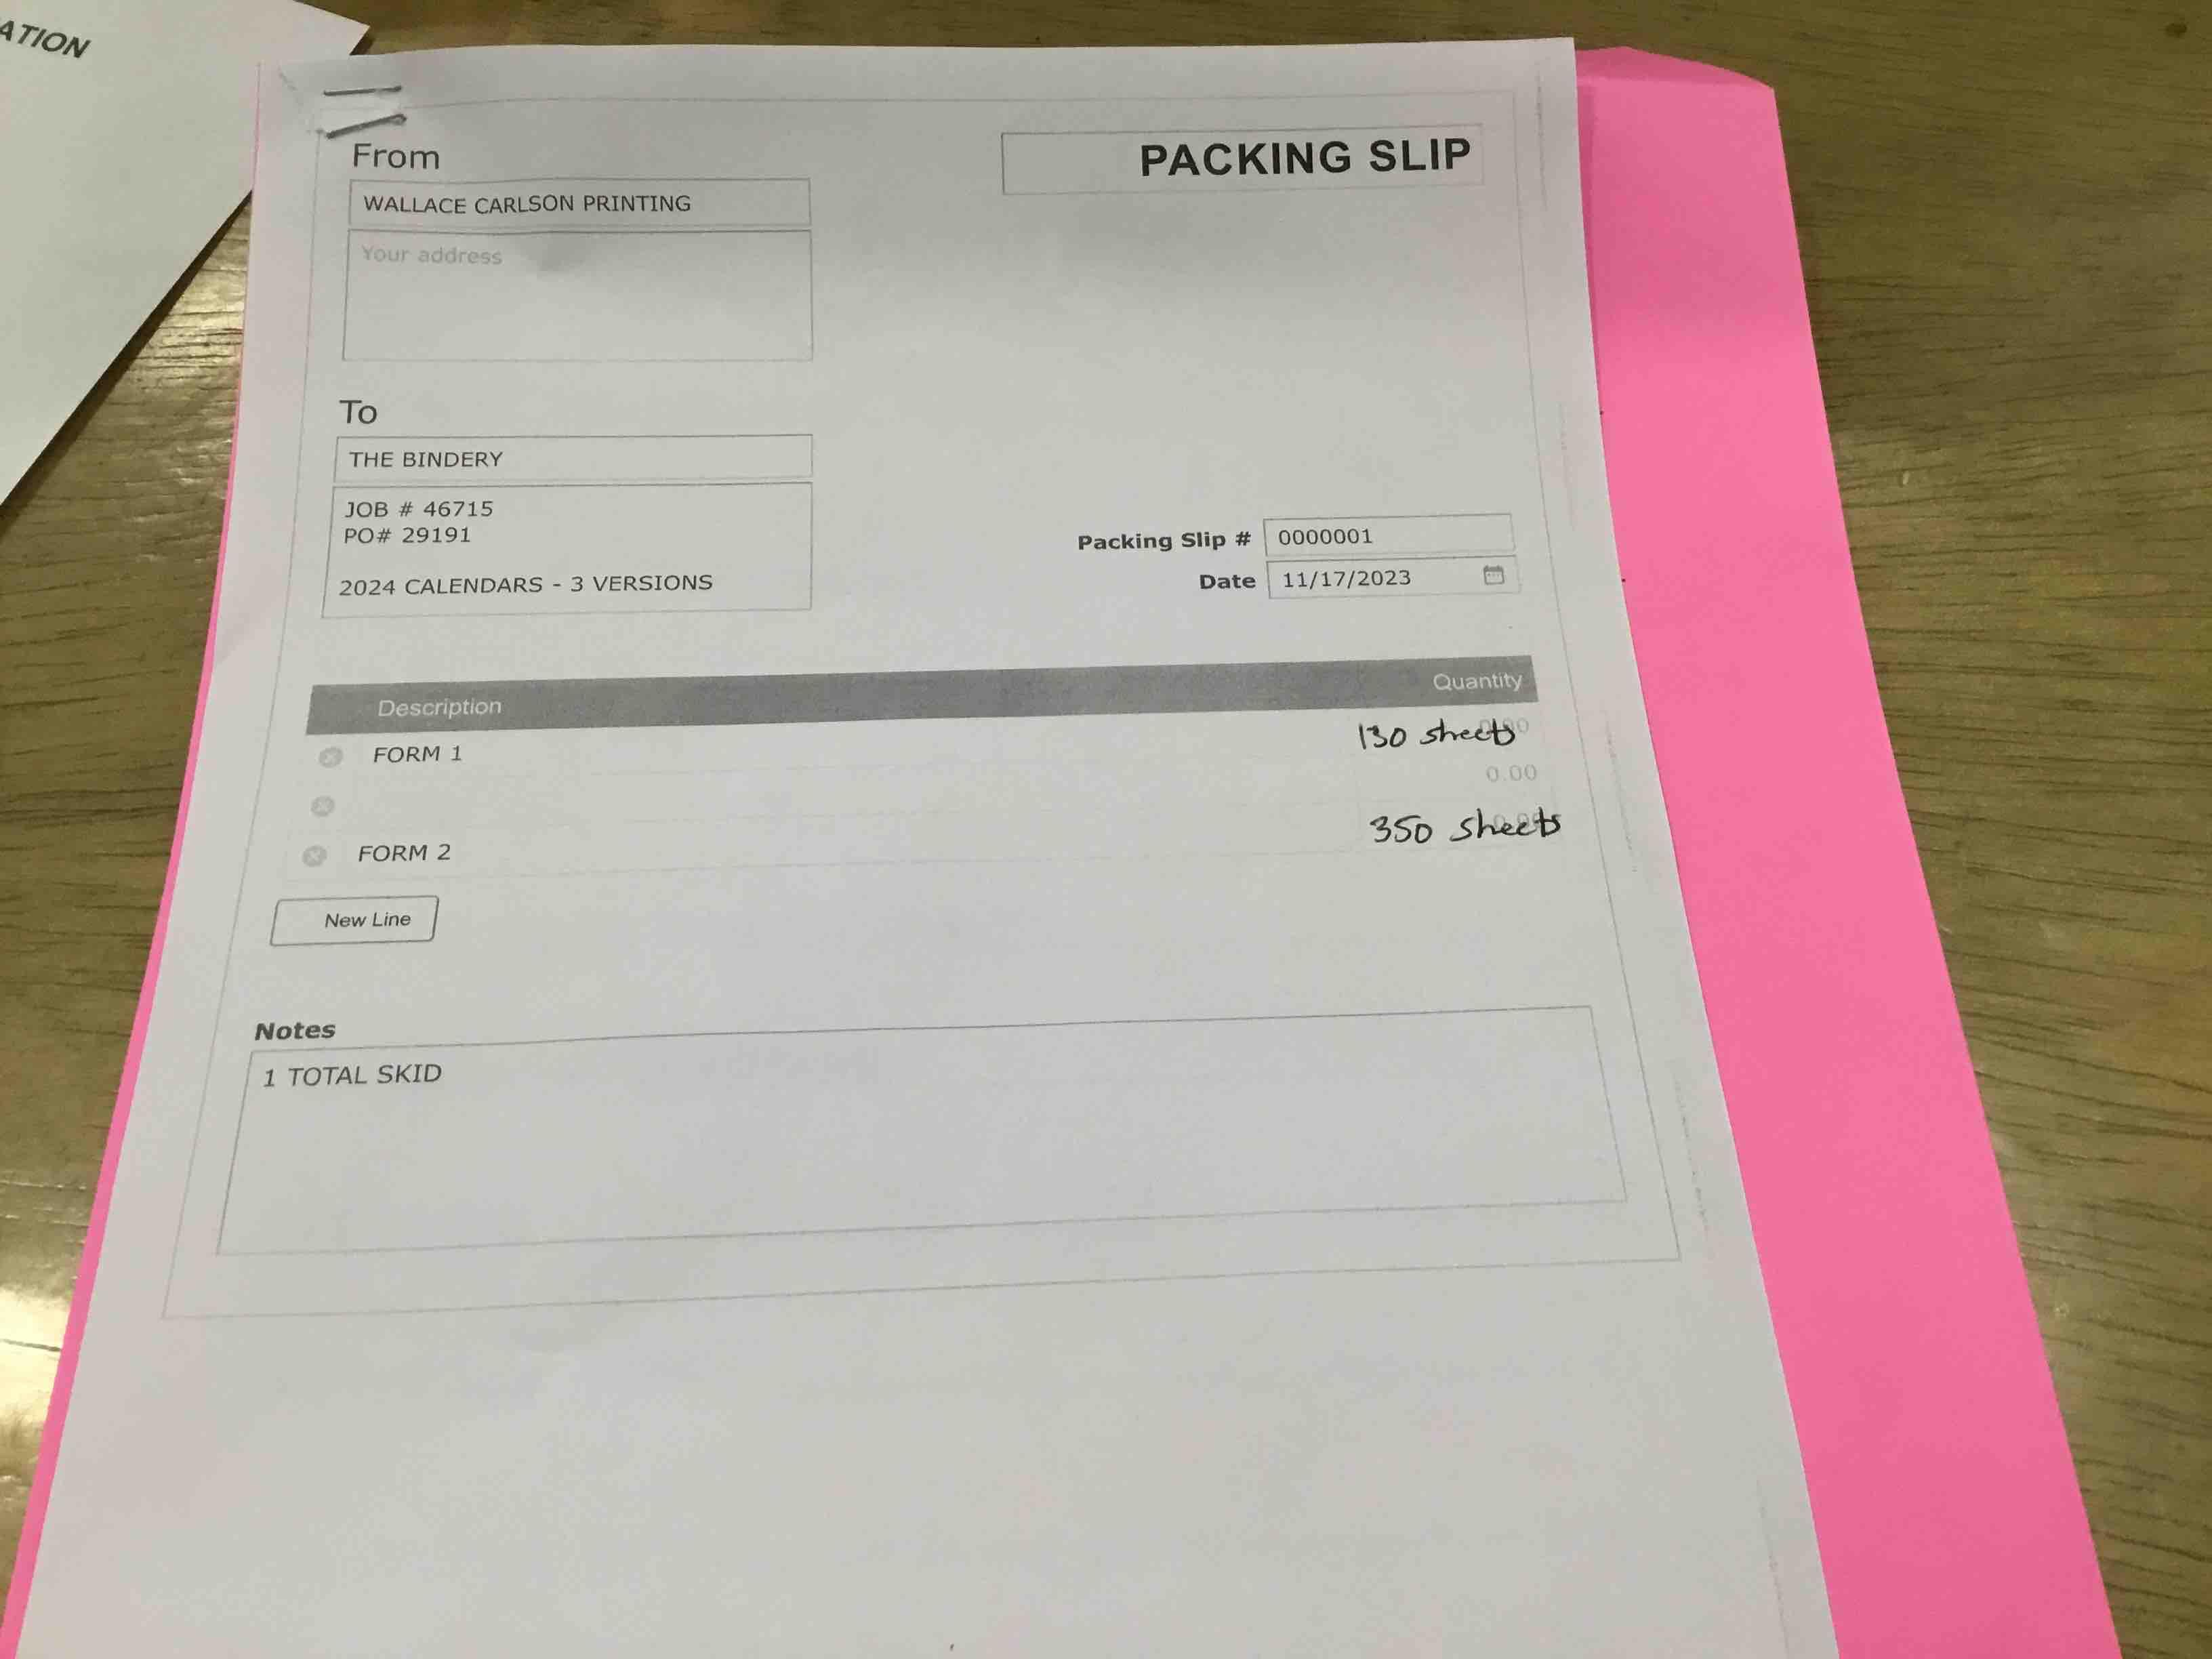 ATION
From
PACKING SLIP
WALLACE CARLSON PRINTING
Your address
To
THE BINDERY
JOB # 46715
PO# 29191
2024 CALENDARS - 3 VERSIONS
Packing Slip # 0000001
Date 11/17/2023
Description Quantity
FORM 1 130 sheets
0.00
FORM 2 350 sheets
New Line
Notes
1 TOTAL SKID